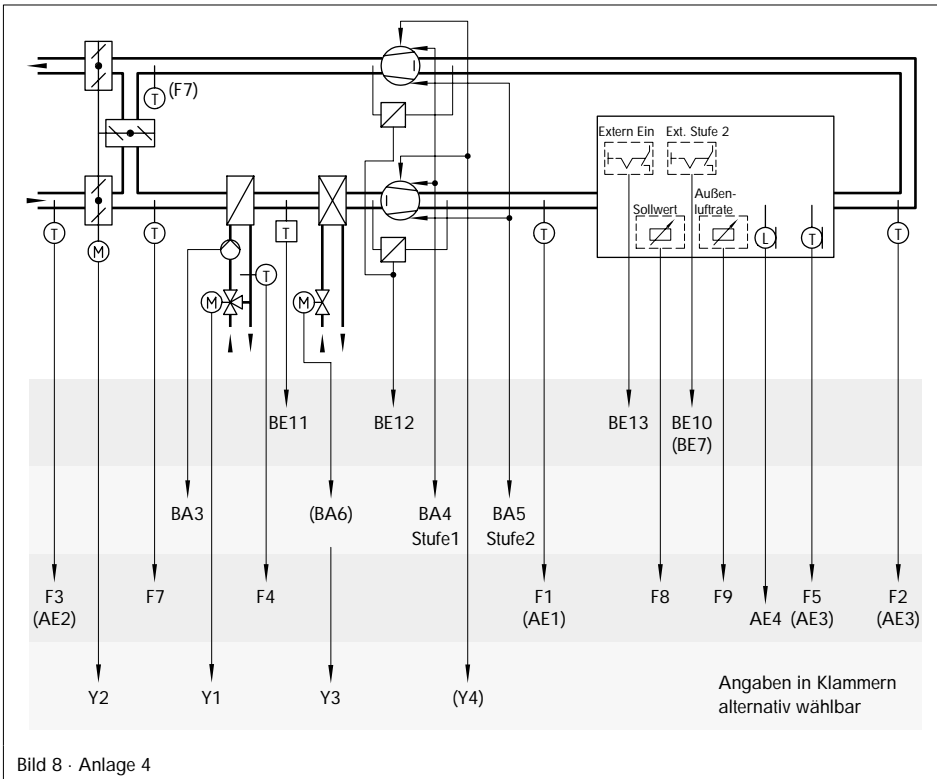 (F7)
T
Extern Ein Ext. Stufe 2
Außen-
luftrate
Sollwert
T M T T T T L T T
M M
BE11 BE12 BE13 BE10
(BE7)
BA3 (BA6) BA4 BA5
Stufe1 Stufe2
F3 F7 F4 F1 F8 F9 AE4 F5 F2
(AE2) (AE1) (AE3) (AE3)
Y2 Y1 Y3 (Y4)
Angaben in Klammern
alternativ wählbar
Bild 8 · Anlage 4